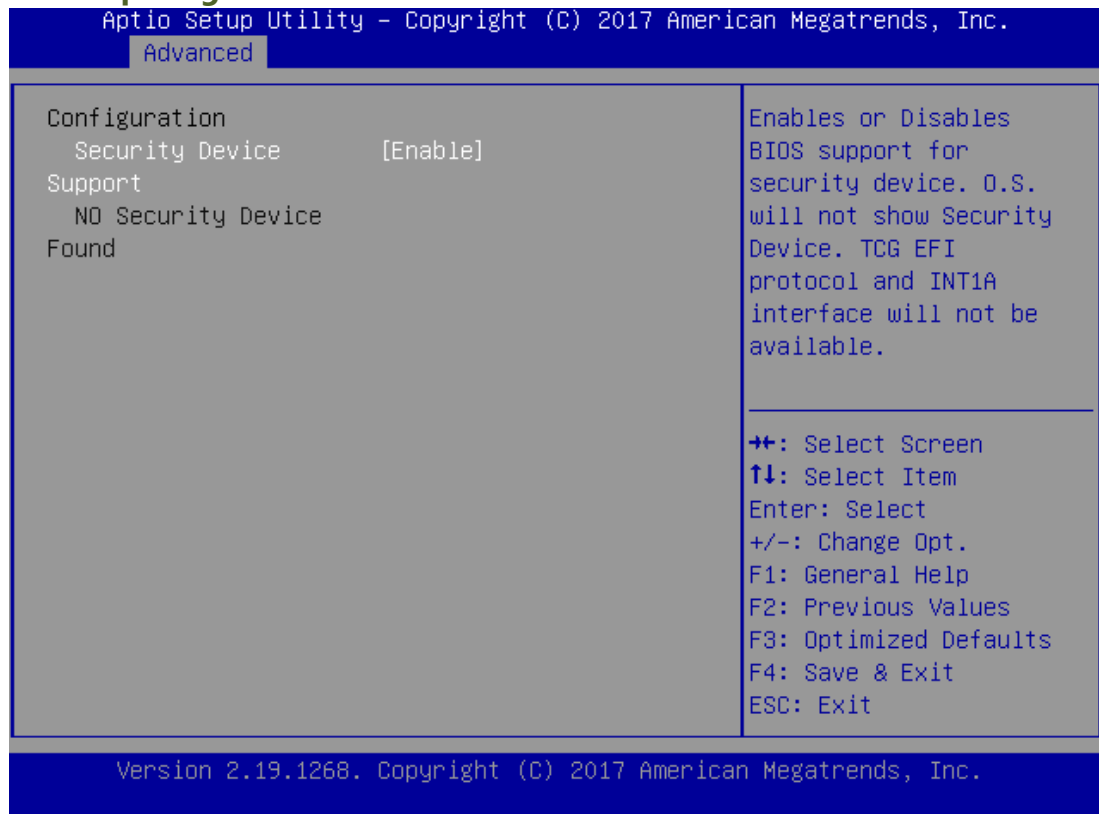 Aptio Setup Utility – Copyright (C) 2017 American Megatrends, Inc.
Advanced
Configuration
Security Device [Enable]
Support
NO Security Device
Found
Enables or Disables
BIOS support for
security device. O.S.
will not show Security
Device. TCG EFI
protocol and INT1A
interface will not be
available.
→←: Select Screen
↑↓: Select Item
Enter: Select
+/-: Change Opt.
F1: General Help
F2: Previous Values
F3: Optimized Defaults
F4: Save & Exit
ESC: Exit
Version 2.19.1268. Copyright (C) 2017 American Megatrends, Inc.